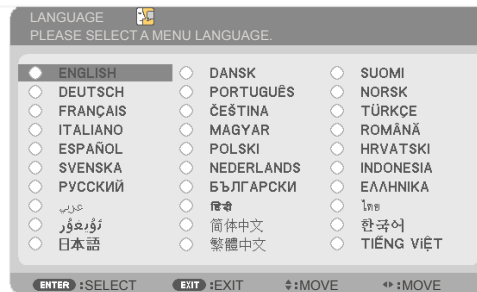 LANGUAGE
PLEASE SELECT A MENU LANGUAGE.
ENGLISH DANSK SUOMI
DEUTSCH PORTUGUÊS NORSK
FRANÇAIS ČEŠTINA TÜRKÇE
ITALIANO MAGYAR ROMÂNĂ
ESPAÑOL POLSKI HRVATSKI
SVENSKA NEDERLANDS INDONESIA
РУССКИЙ БЪЛГАРСКИ ΕΛΛΗΝΙΚΑ
عربي हिंदी ไทย
ئۇيغۇر 简体中文 한국어
日本語 繁體中文 TIẾNG VIỆT
ENTER :SELECT EXIT :EXIT :MOVE :MOVE